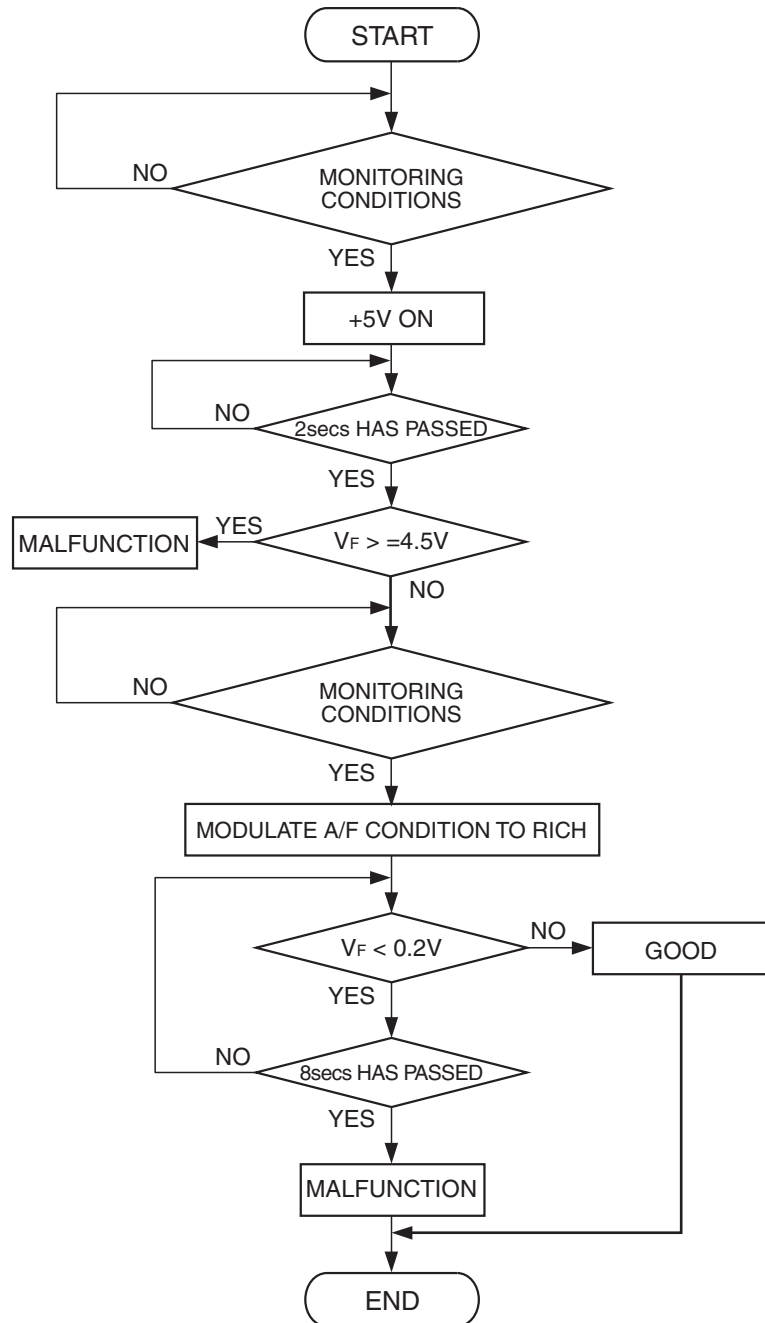 START
NO
MONITORING
CONDITIONS
YES
+5V ON
NO
2secs HAS PASSED
YES
MALFUNCTION
YES
VF > =4.5V
NO
NO
MONITORING
CONDITIONS
YES
MODULATE A/F CONDITION TO RICH
VF < 0.2V
NO
GOOD
YES
NO
8secs HAS PASSED
YES
MALFUNCTION
END